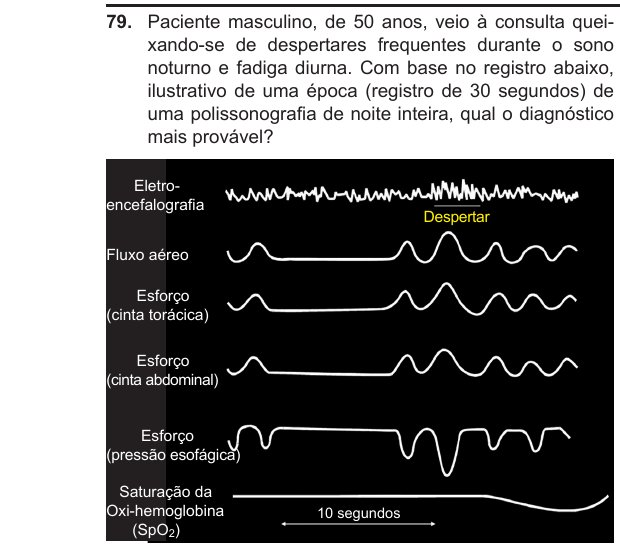 79. Paciente masculino, de 50 anos, veio à consulta quei-
xando-se de despertares frequentes durante o sono
noturno e fadiga diurna. Com base no registro abaixo,
ilustrativo de uma época (registro de 30 segundos) de
uma polissonografia de noite inteira, qual o diagnóstico
mais provável?
Eletro-
encefalografia
Despertar
Fluxo aéreo
Esforço
(cinta torácica)
Esforço
(cinta abdominal)
Esforço
(pressão esofágica)
Saturação da
Oxi-hemoglobina
(SpO₂)
10 segundos